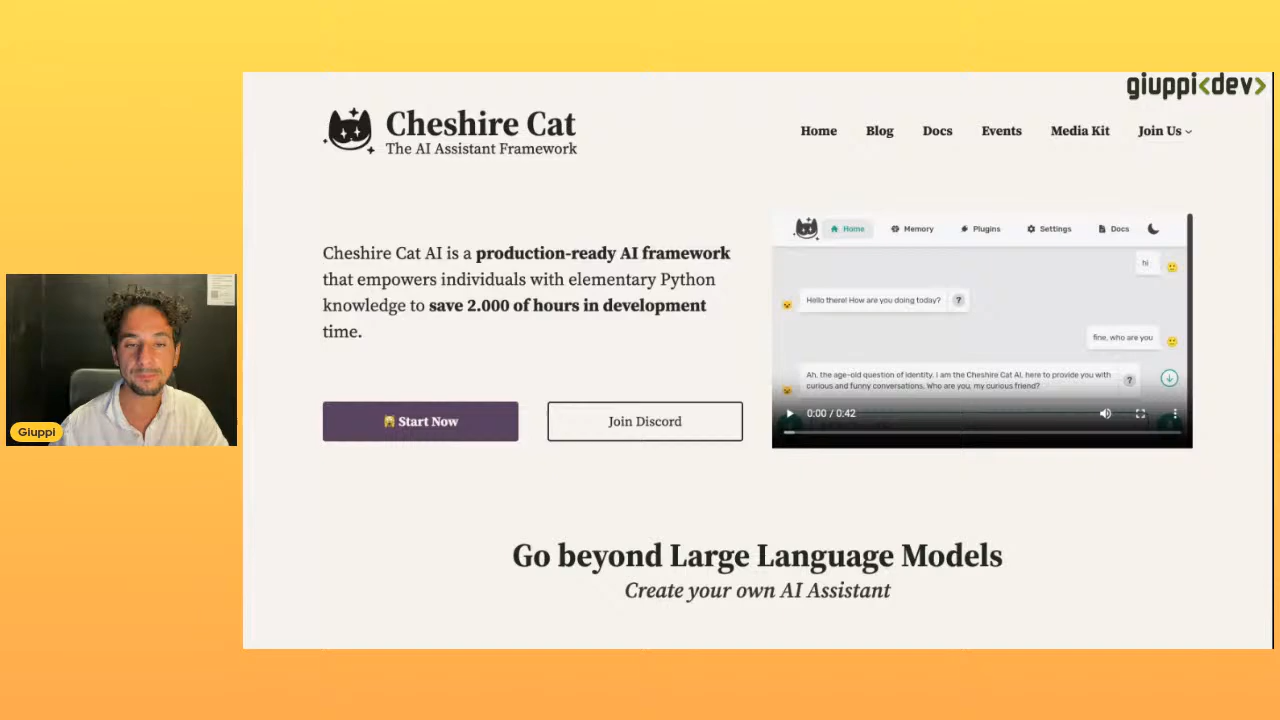 giuppi<dev>
Cheshire Cat
The AI Assistant Framework
Home Blog Docs Events Media Kit Join Us
Cheshire Cat AI is a production-ready AI framework
that empowers individuals with elementary Python
knowledge to save 2.000 of hours in development
time.
Start Now
Join Discord
Home Memory Plugins Settings Docs
hi
Hello there! How are you doing today? ?
fine, who are you
Ah, the age-old question of identity. I am the Cheshire Cat AI, here to provide you with
curious and funny conversations. Who are you, my curious friend? ?
0:00 / 0:42
Giuppi
Go beyond Large Language Models
Create your own AI Assistant